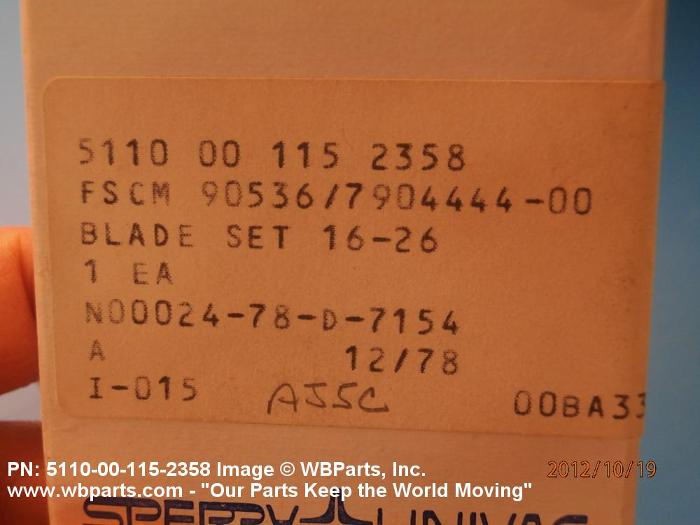 5110 00 115 2358
FSCM 90536/7904444-00
BLADE SET 16-26
1 EA
N00024-78-D-7154
A 12/78
I-015 AJ5C 00BA33
PN: 5110-00-115-2358 Image © WBParts, Inc. 2012/10/19
www.wbparts.com - "Our Parts Keep the World Moving"
SPERRY UNIVAC